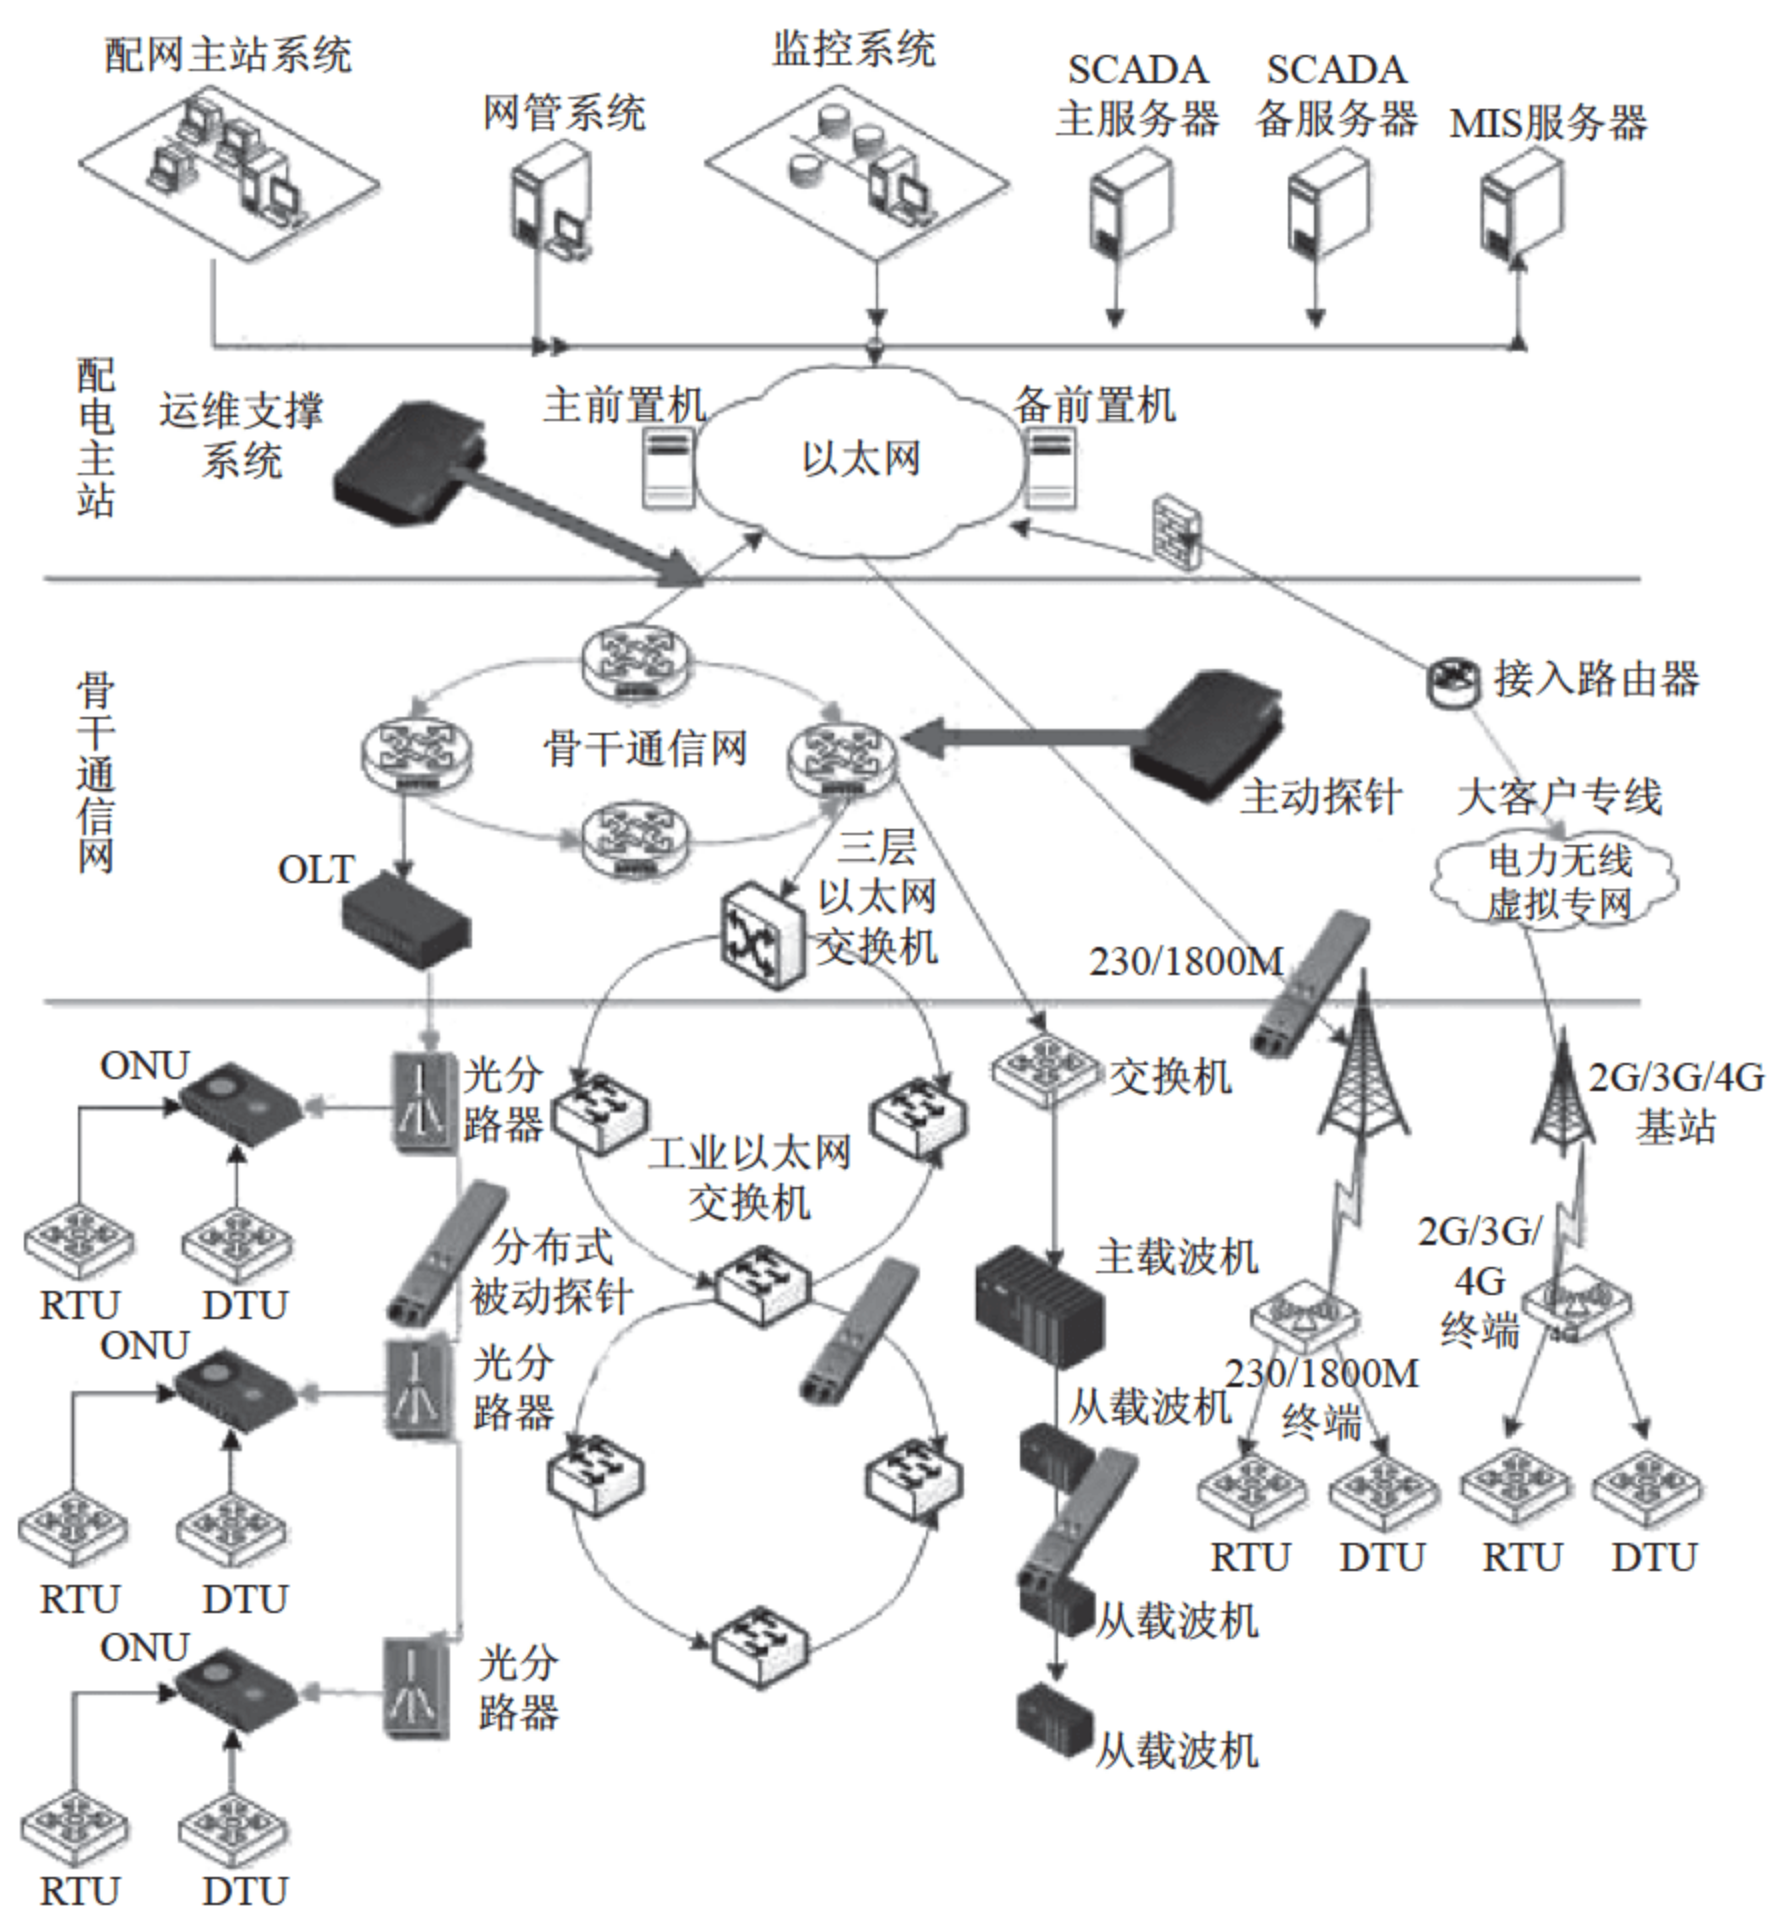 配网主站系统
网管系统
监控系统
SCADA
主服务器
SCADA
备服务器
MIS服务器
配电主站
运维支撑
系统
主前置机
以太网
备前置机
骨干通信网
骨干通信网
接入路由器
主动探针
大客户专线
电力无线
虚拟专网
OLT
三层
以太网
交换机
230/1800M
ONU
光分
路器
工业以太网
交换机
交换机
2G/3G/4G
基站
RTU
DTU
分布式
被动探针
主载波机
2G/3G/
4G
终端
4G
ONU
光分
路器
从载波机
230/1800M
终端
RTU
DTU
RTU
DTU
RTU
DTU
从载波机
ONU
光分
路器
从载波机
RTU
DTU